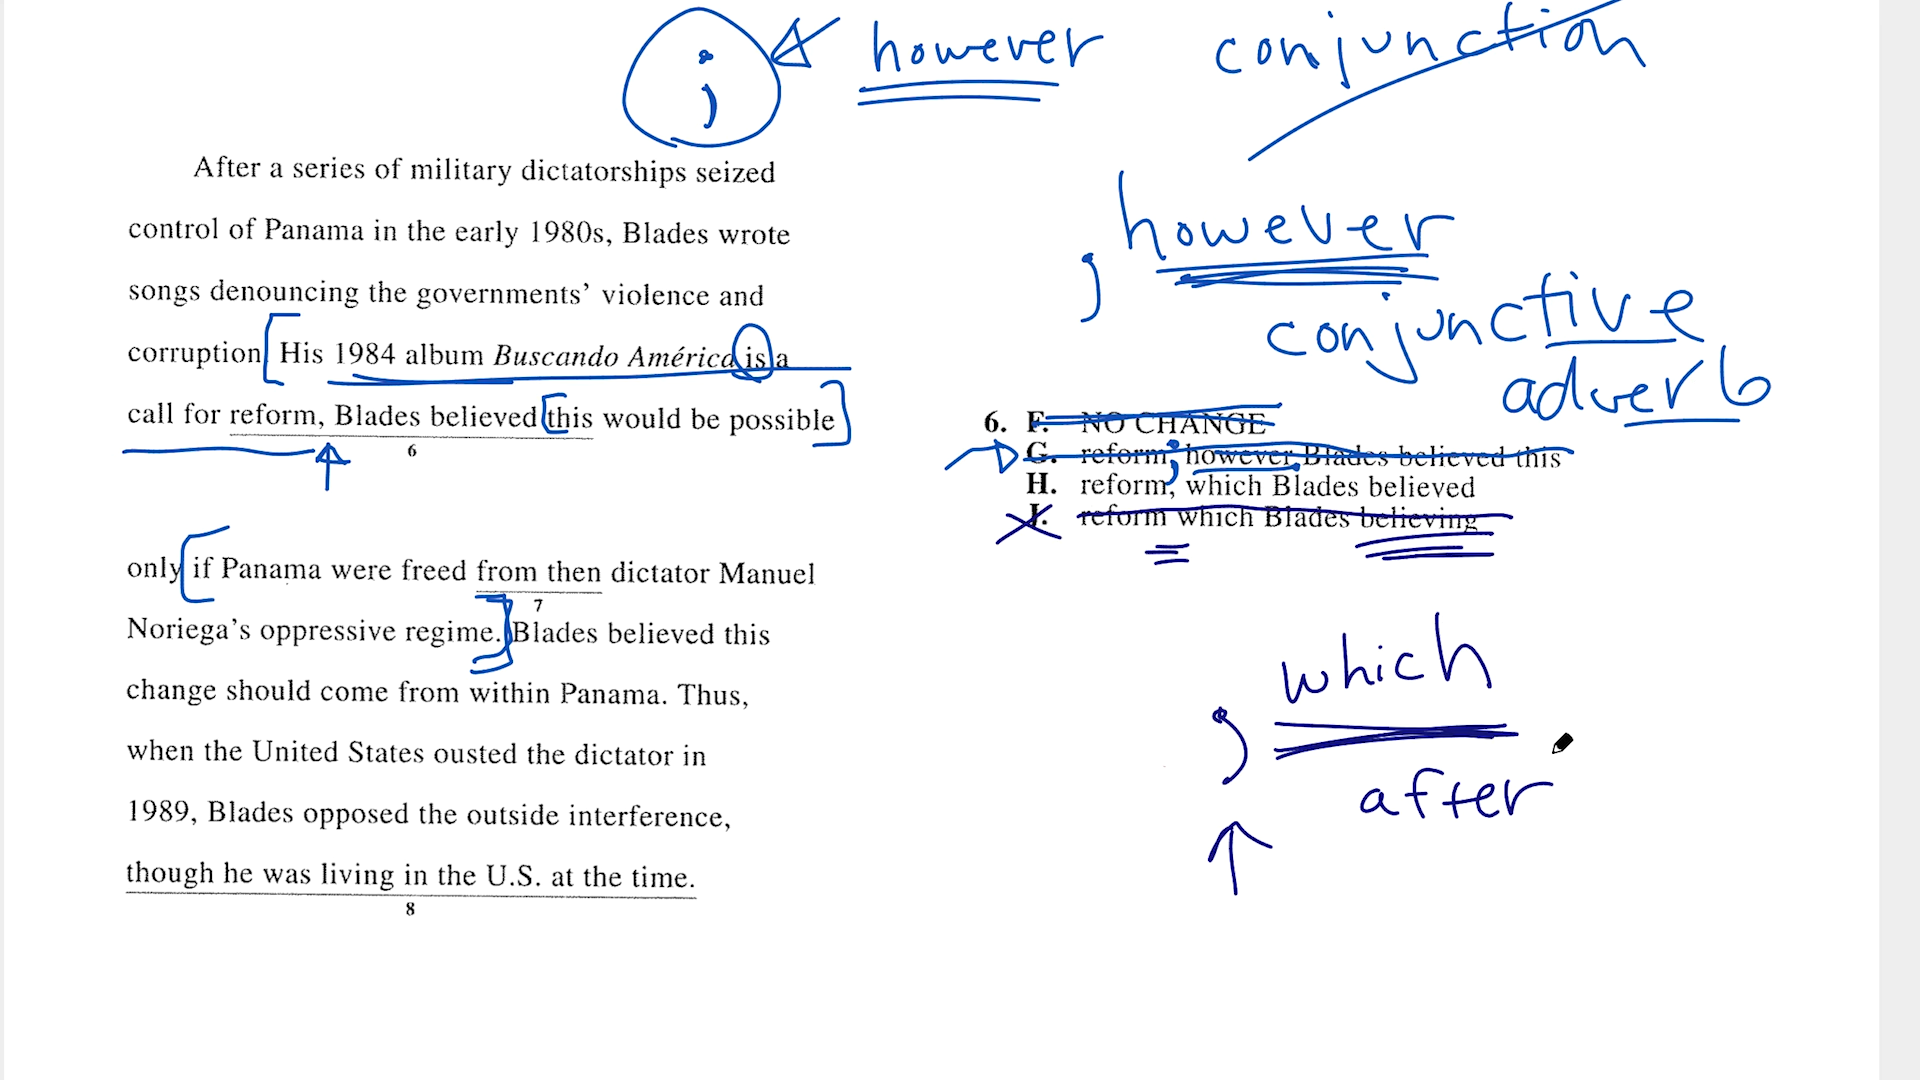 ; however conjunction
After a series of military dictatorships seized
control of Panama in the early 1980s, Blades wrote
songs denouncing the governments’ violence and
corruption. His 1984 album Buscando América is a
call for reform, Blades believed this would be possible
6
only if Panama were freed from then dictator Manuel
7
Noriega’s oppressive regime. Blades believed this
change should come from within Panama. Thus,
when the United States ousted the dictator in
1989, Blades opposed the outside interference,
though he was living in the U.S. at the time.
8
, however
conjunctive
adverb
6. F. NO CHANGE
G. reform, however Blades believed this
H. reform, which Blades believed
J. reform which Blades believing
, which
after